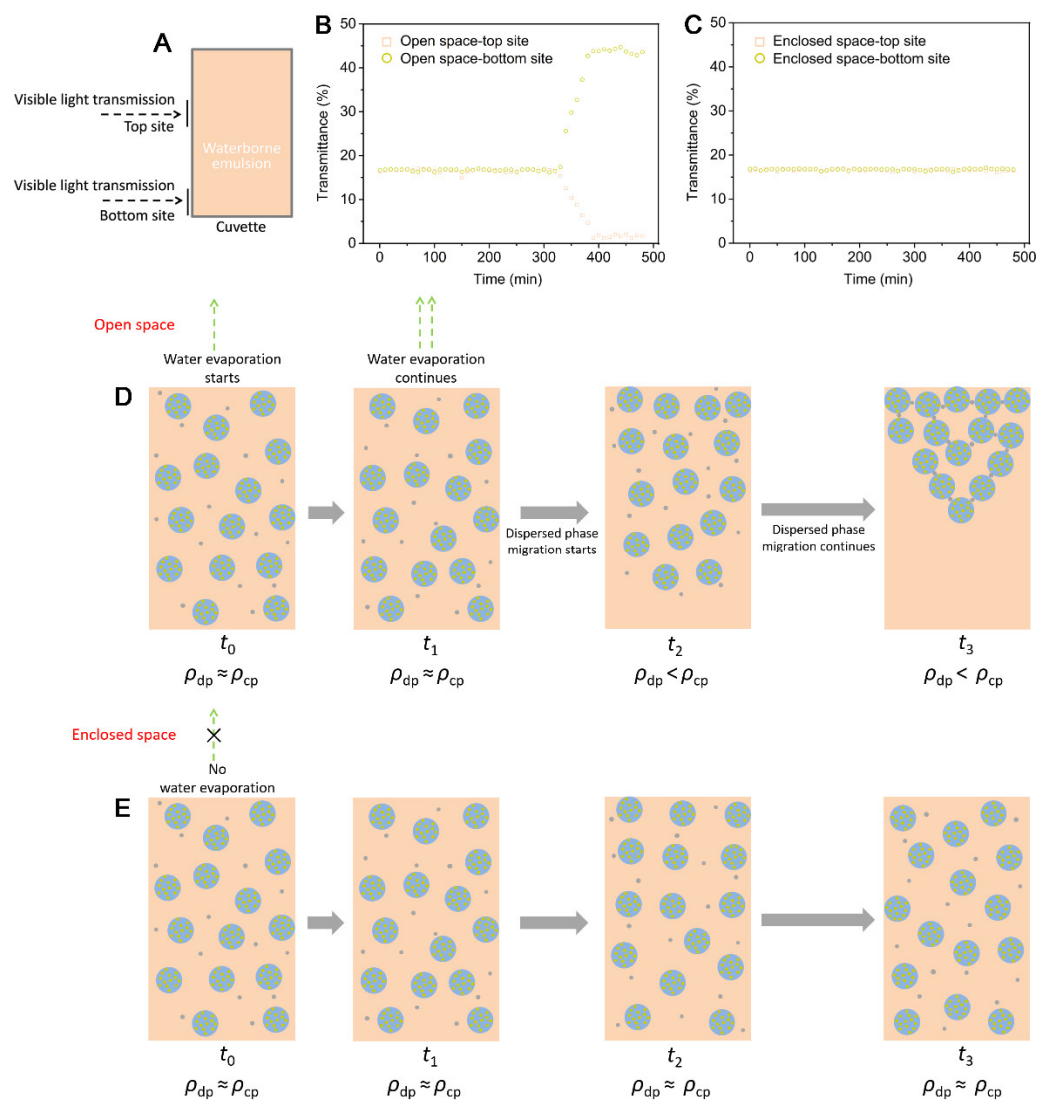 A
Visible light transmission
Top site
Waterborne
emulsion
Visible light transmission
Bottom site
Cuvette
B
50
40
30
20
10
0
Transmittance (%)
Open space-top site
Open space-bottom site
0 100 200 300 400 500
Time (min)
C
50
40
30
20
10
0
Transmittance (%)
Enclosed space-top site
Enclosed space-bottom site
0 100 200 300 400 500
Time (min)
Open space
Water evaporation
starts
Water evaporation
continues
D
Dispersed phase
migration starts
Dispersed phase
migration continues
t0
t1
t2
t3
ρdp ≈ ρcp
ρdp ≈ ρcp
ρdp < ρcp
ρdp < ρcp
Enclosed space
No
water evaporation
E
t0
t1
t2
t3
ρdp ≈ ρcp
ρdp ≈ ρcp
ρdp ≈ ρcp
ρdp ≈ ρcp